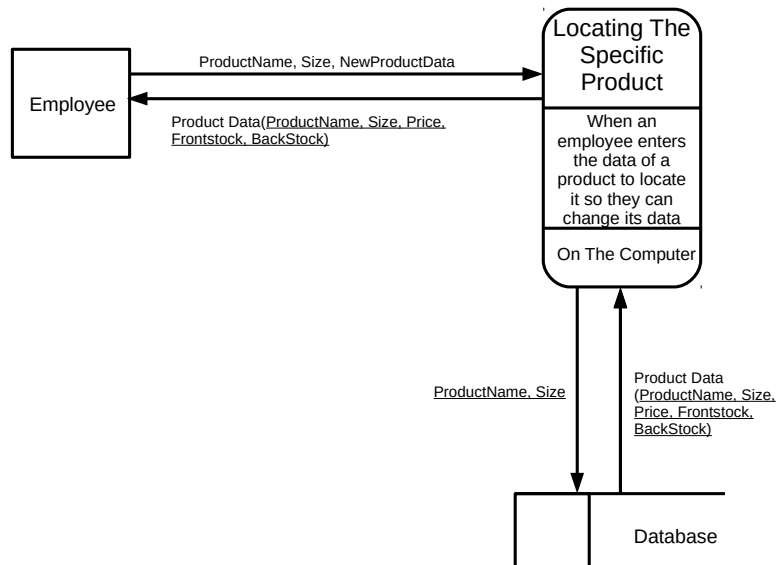 Locating The
Specific
Product
ProductName, Size, NewProductData
Employee
Product Data(ProductName, Size, Price,
Frontstock, BackStock)
When an
employee enters
the data of a
product to locate
it so they can
change its data
On The Computer
ProductName, Size
Product Data
(ProductName, Size,
Price, Frontstock,
BackStock)
Database